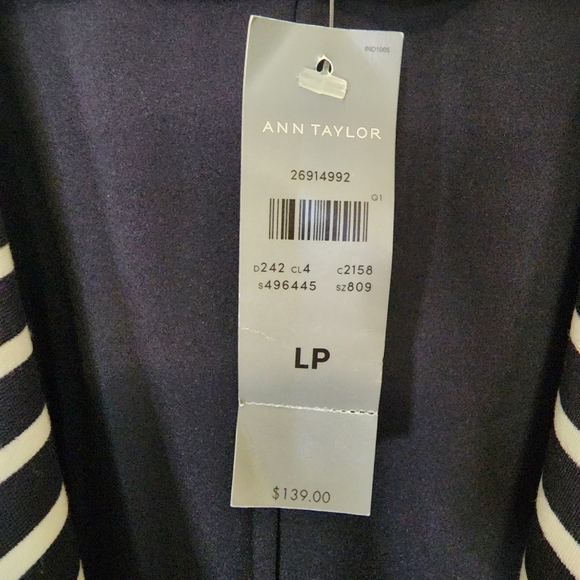 ANN TAYLOR
26914992
Q1
D242 CL4 C2158
S496445 SZ809
LP
$139.00